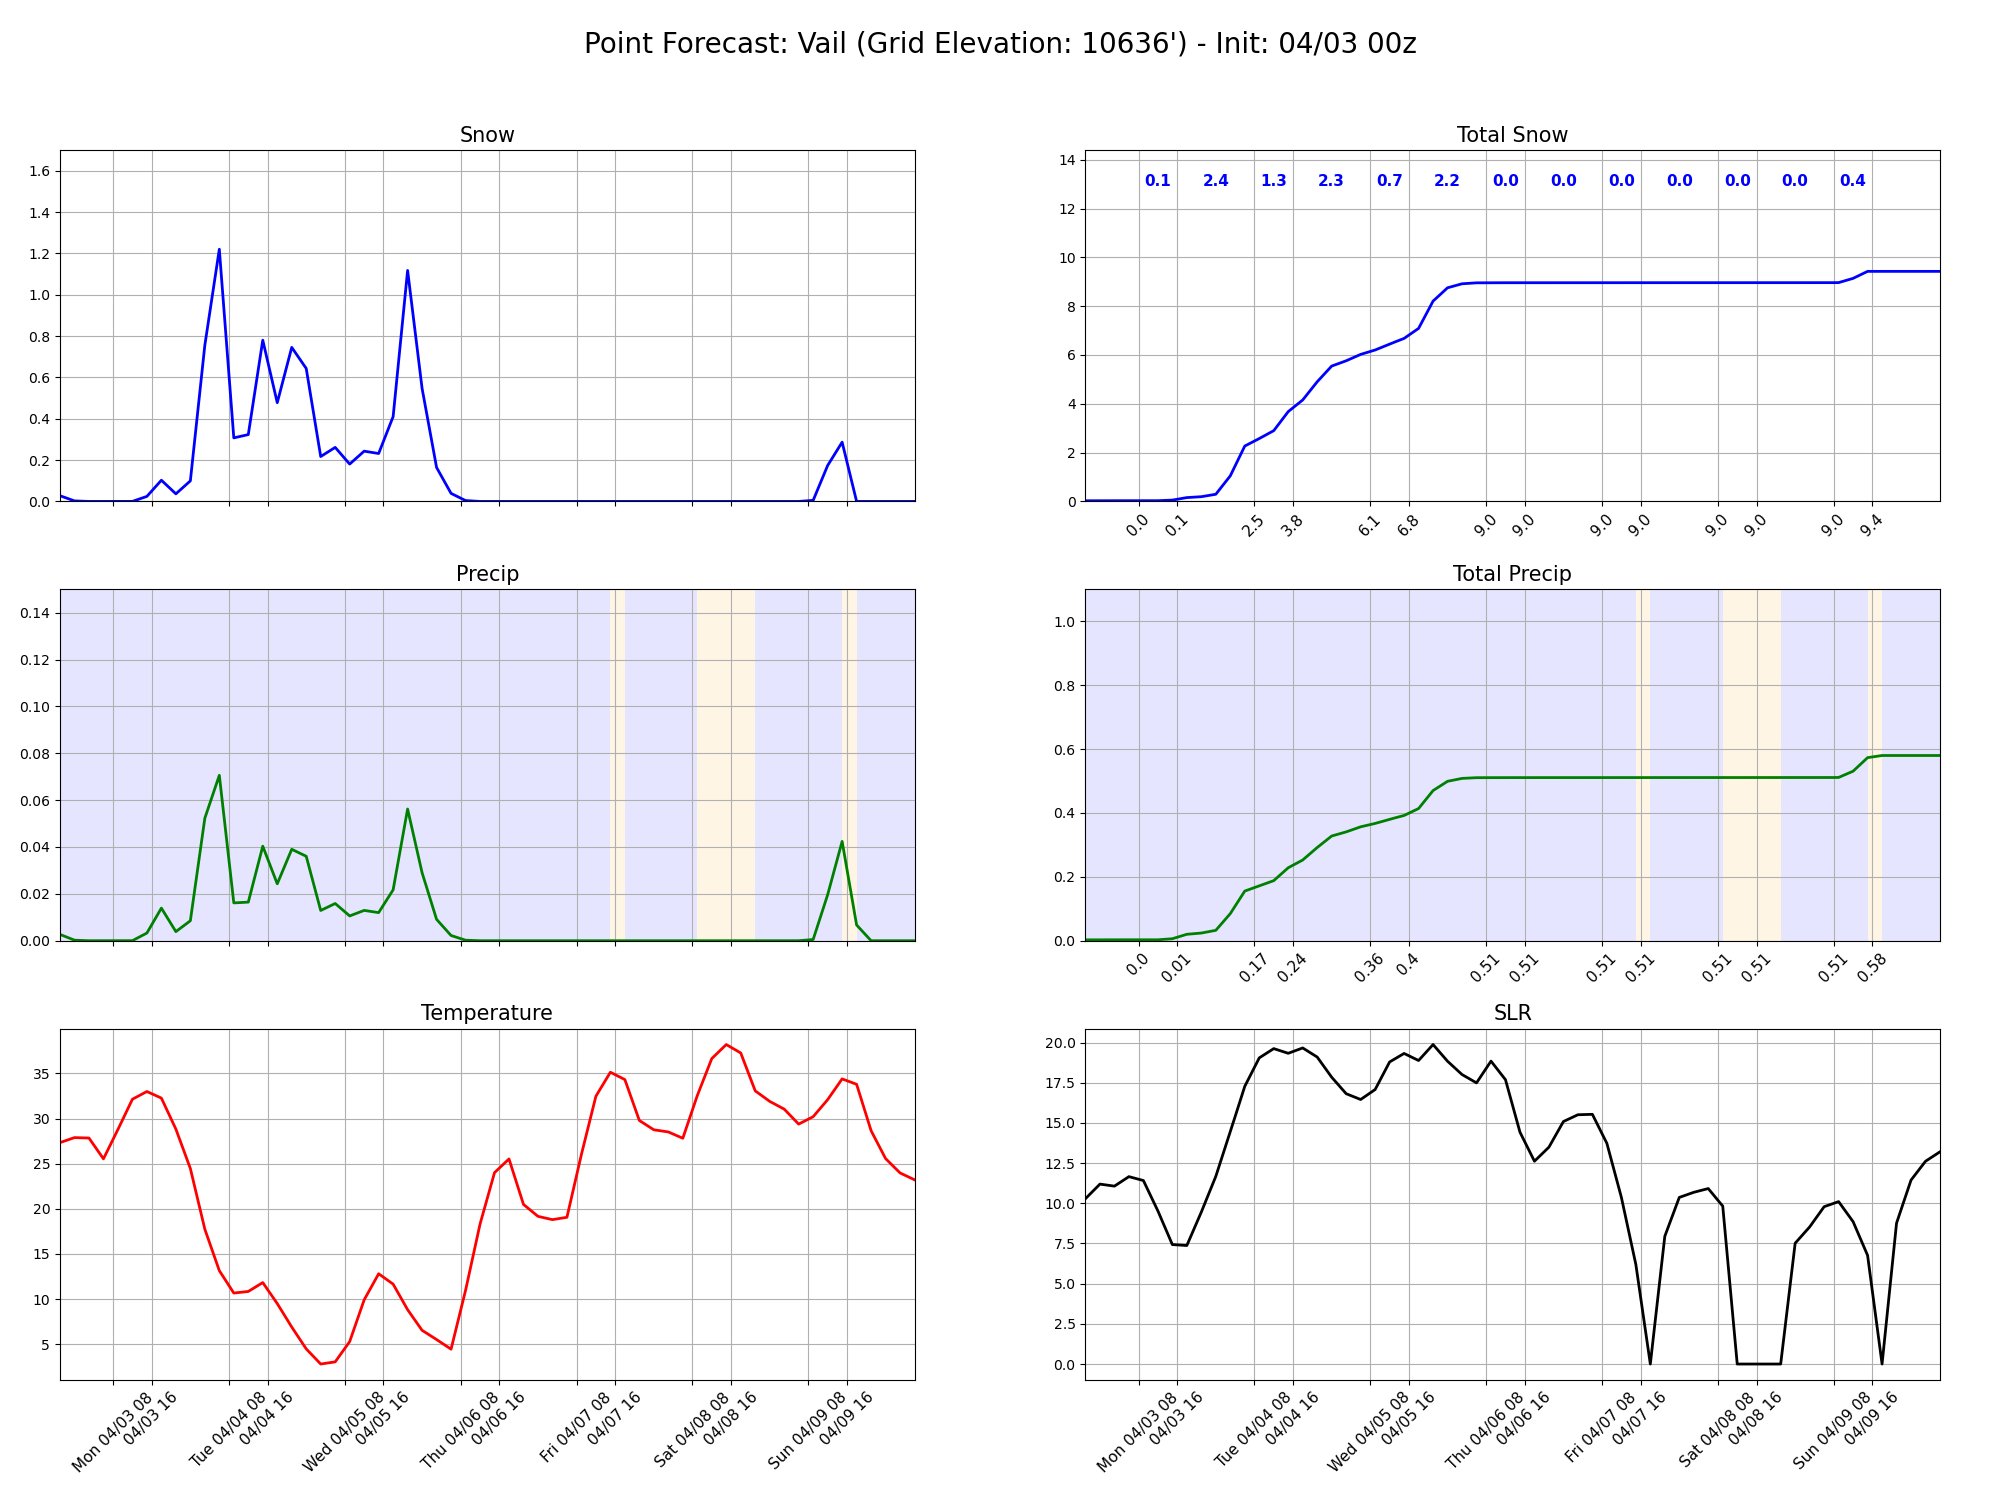 Point Forecast: Vail (Grid Elevation: 10636') - Init: 04/03 00z
Snow
1.6
1.4
1.2
1.0
0.8
0.6
0.4
0.2
0.0
Total Snow
14
12
10
8
6
4
2
0
0.1 2.4 1.3 2.3 0.7 2.2 0.0 0.0 0.0 0.0 0.0 0.0 0.4
0.0 0.1 2.5 3.8 6.1 6.8 9.0 9.0 9.0 9.0 9.0 9.0 9.0 9.4
Precip
0.14
0.12
0.10
0.08
0.06
0.04
0.02
0.00
Total Precip
1.0
0.8
0.6
0.4
0.2
0.0
0.0 0.01 0.17 0.24 0.36 0.4 0.51 0.51 0.51 0.51 0.51 0.51 0.51 0.58
Temperature
35
30
25
20
15
10
5
Mon 04/03 08
04/03 16
Tue 04/04 08
04/04 16
Wed 04/05 08
04/05 16
Thu 04/06 08
04/06 16
Fri 04/07 08
04/07 16
Sat 04/08 08
04/08 16
Sun 04/09 08
04/09 16
SLR
20.0
17.5
15.0
12.5
10.0
7.5
5.0
2.5
0.0
Mon 04/03 08
04/03 16
Tue 04/04 08
04/04 16
Wed 04/05 08
04/05 16
Thu 04/06 08
04/06 16
Fri 04/07 08
04/07 16
Sat 04/08 08
04/08 16
Sun 04/09 08
04/09 16